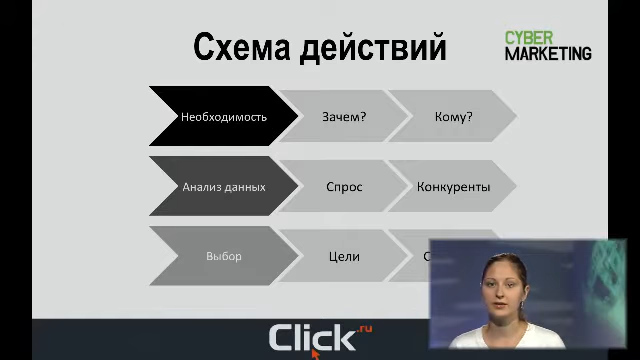 Схема действий
CYBER
MARKETING
Необходимость
Зачем?
Кому?
Анализ данных
Спрос
Конкуренты
Выбор
Цели
Click.ru